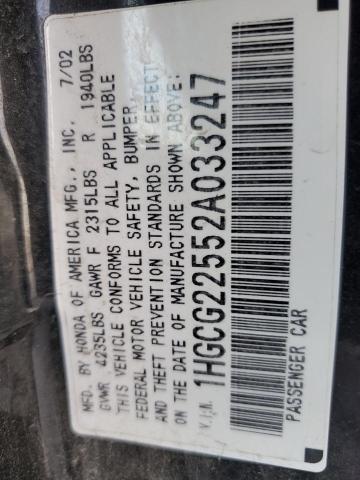 MFD. BY HONDA OF AMERICA MFG., INC. 7/02
GVWR 4235LBS GAWR F 2315LBS R 1940LBS
THIS VEHICLE CONFORMS TO ALL APPLICABLE
FEDERAL MOTOR VEHICLE SAFETY, BUMPER,
AND THEFT PREVENTION STANDARDS IN EFFECT
ON THE DATE OF MANUFACTURE SHOWN ABOVE:
1HGCG22552A033247
V.I.N. PASSENGER CAR